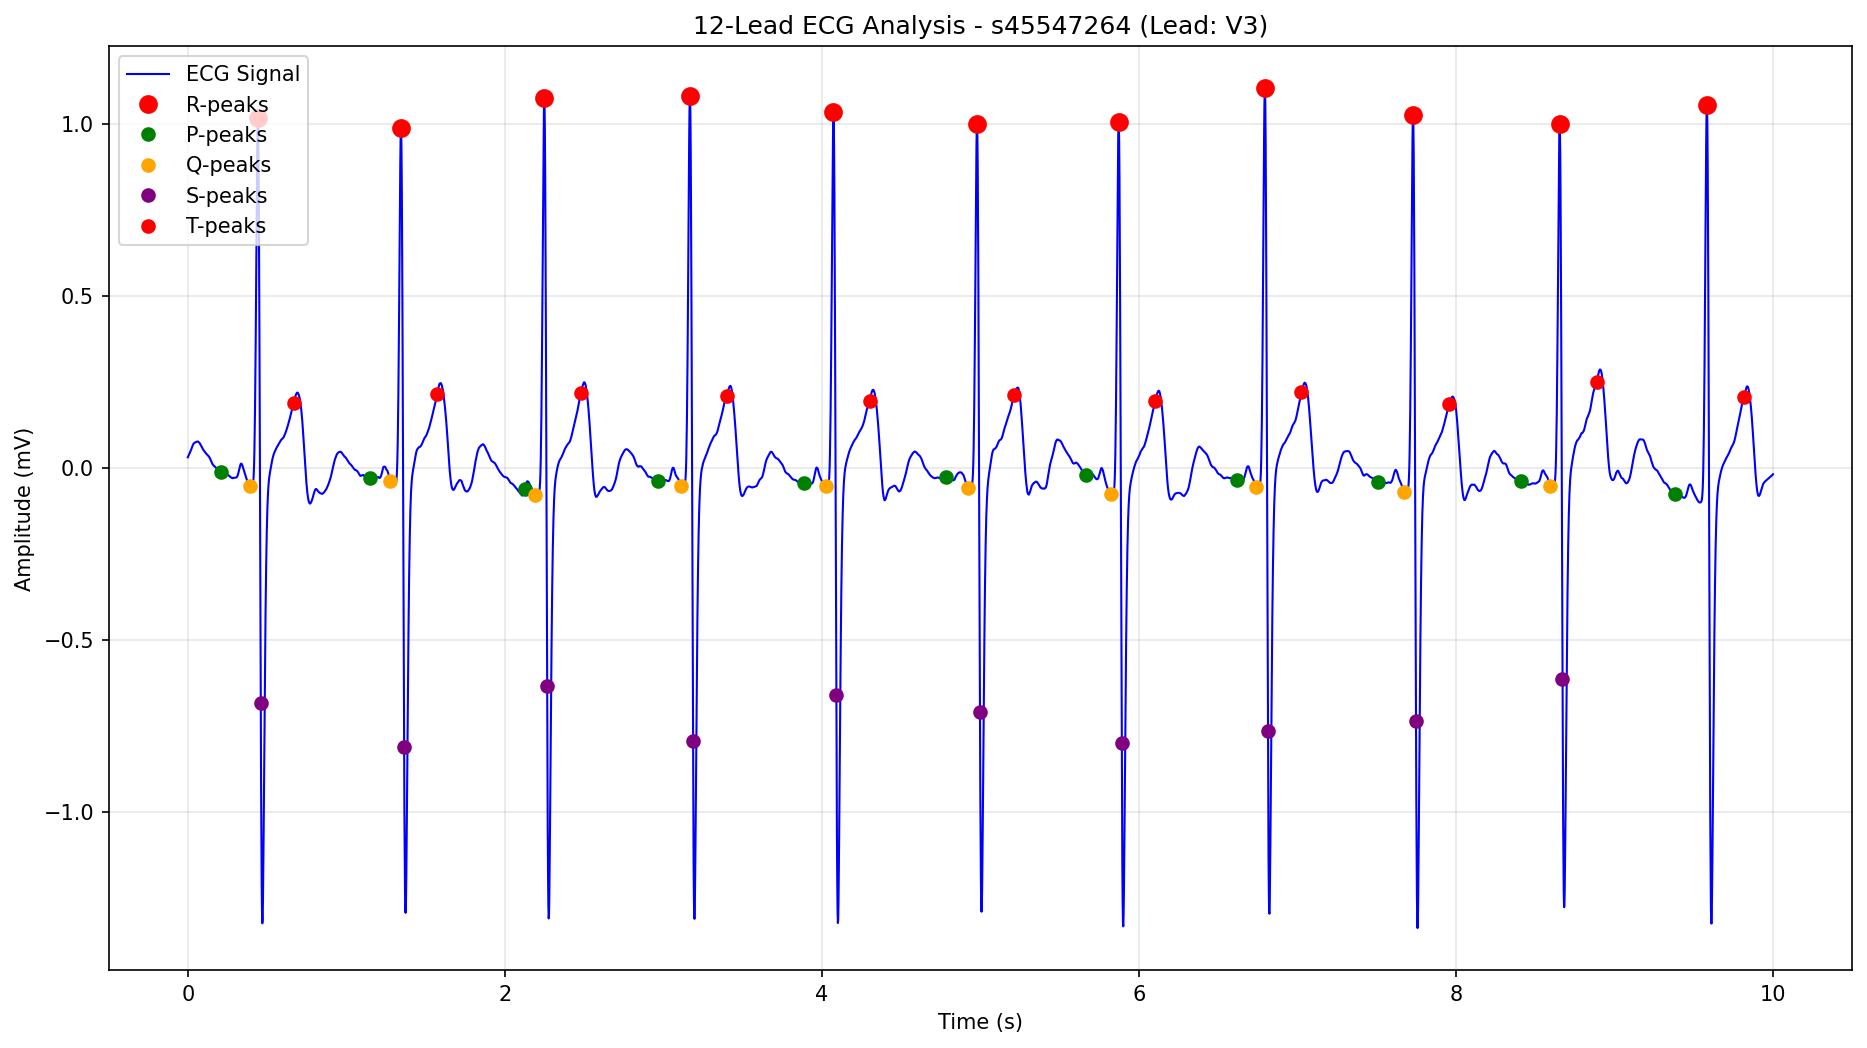 12-Lead ECG Analysis - s45547264 (Lead: V3)
ECG Signal
R-peaks
P-peaks
Q-peaks
S-peaks
T-peaks
1.0
0.5
0.0
−0.5
−1.0
Amplitude (mV)
0 2 4 6 8 10
Time (s)